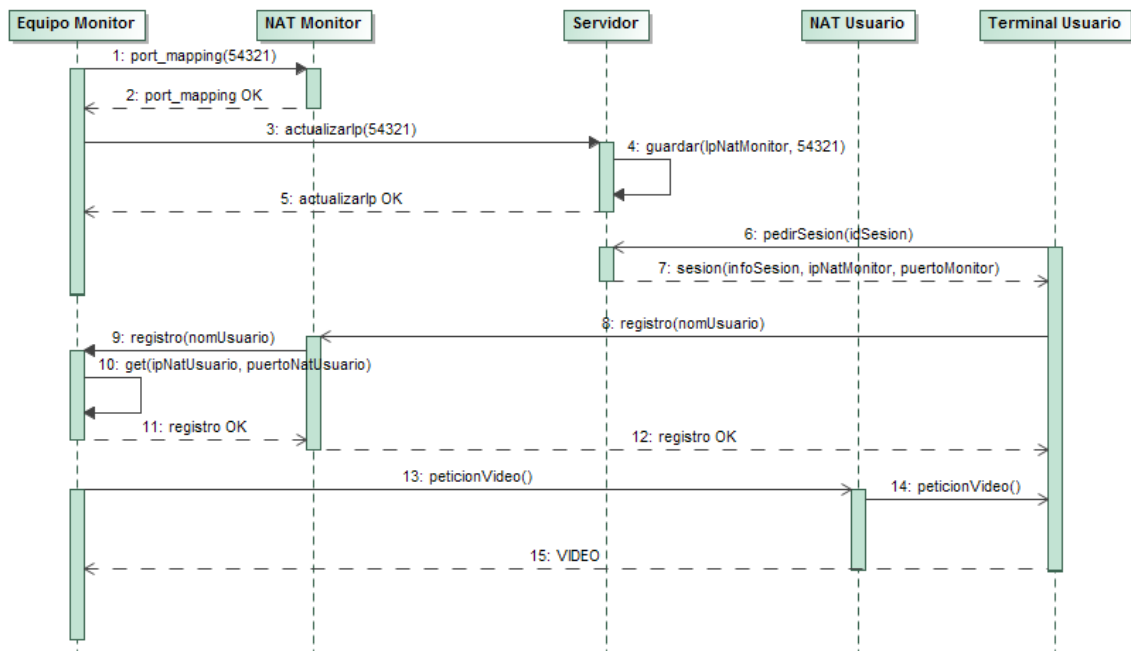 Equipo Monitor
NAT Monitor
Servidor
NAT Usuario
Terminal Usuario
1: port_mapping(54321)
2: port_mapping OK
3: actualizarIp(54321)
4: guardar(IpNatMonitor, 54321)
5: actualizarIp OK
6: pedirSesion(idSesion)
7: sesion(infoSesion, ipNatMonitor, puertoMonitor)
8: registro(nomUsuario)
9: registro(nomUsuario)
10: get(ipNatUsuario, puertoNatUsuario)
11: registro OK
12: registro OK
13: peticionVideo()
14: peticionVideo()
15: VIDEO